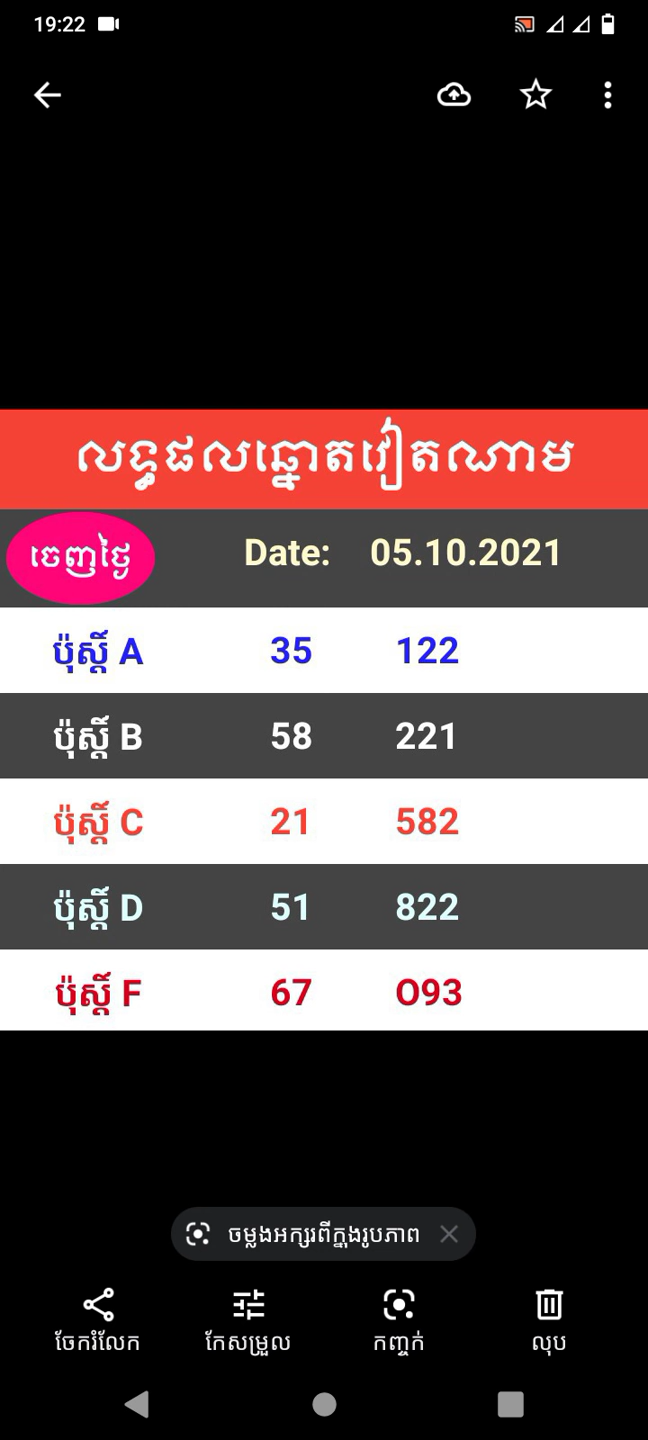 19:22
លទ្ធផលឆ្នោតវៀតណាម
ចេញថ្ងៃ Date: 05.10.2021
ប៉ុស្តិ៍ A 35 122
ប៉ុស្តិ៍ B 58 221
ប៉ុស្តិ៍ C 21 582
ប៉ុស្តិ៍ D 51 822
ប៉ុស្តិ៍ F 67 O93
ចម្លងអក្សរពីក្នុងរូបភាព
ចែករំលែក កែសម្រួល កញ្ចក់ លុប